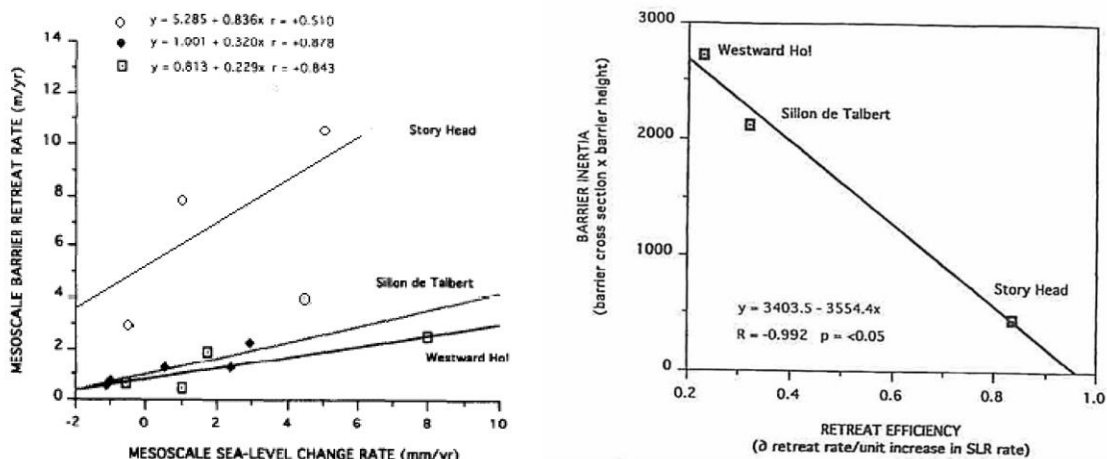 y = 5.285 + 0.836x r = +0.510
y = 1.001 + 0.320x r = +0.878
y = 0.813 + 0.229x r = +0.843
MESOSCALE BARRIER RETREAT RATE (m/yr)
14
12
10
8
6
4
2
0
Story Head
Sillon de Talbert
Westward Ho!
-2 0 2 4 6 8 10
MESOSCALE SEA-LEVEL CHANGE RATE (mm/yr)
BARRIER INERTIA
(barrier cross section x barrier height)
3000
2000
1000
0
Westward Ho!
Sillon de Talbert
Story Head
y = 3403.5 - 3554.4x
R = -0.992 p = <0.05
0.2 0.4 0.6 0.8 1.0
RETREAT EFFICIENCY
(∂ retreat rate/unit increase in SLR rate)